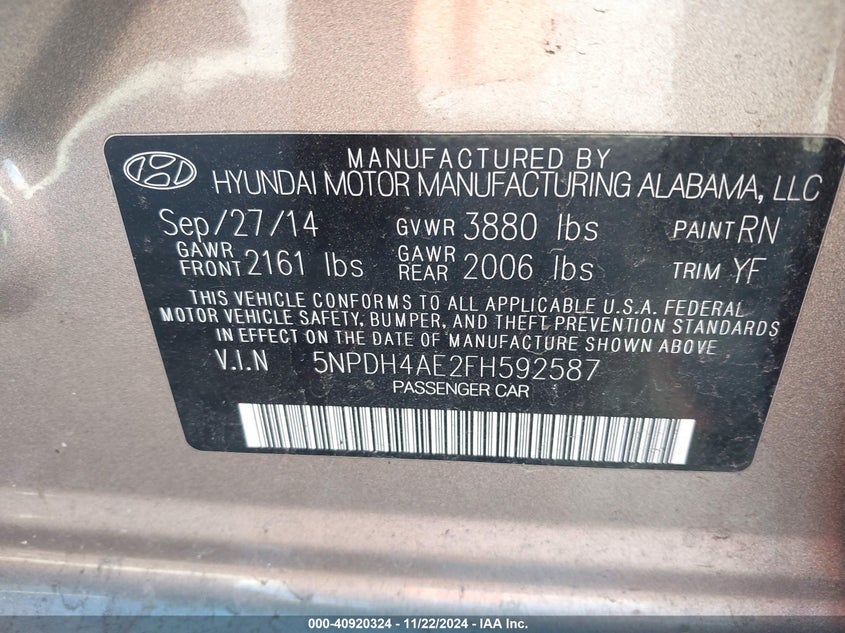 MANUFACTURED BY
HYUNDAI MOTOR MANUFACTURING ALABAMA, LLC
Sep/27/14 GVWR 3880 lbs PAINT RN
GAWR FRONT 2161 lbs GAWR REAR 2006 lbs TRIM YF
THIS VEHICLE CONFORMS TO ALL APPLICABLE U.S.A. FEDERAL
MOTOR VEHICLE SAFETY, BUMPER, AND THEFT PREVENTION STANDARDS
IN EFFECT ON THE DATE OF MANUFACTURE SHOWN ABOVE
V.I.N 5NPDH4AE2FH592587
PASSENGER CAR
000-40920324 - 11/22/2024 - IAA Inc.